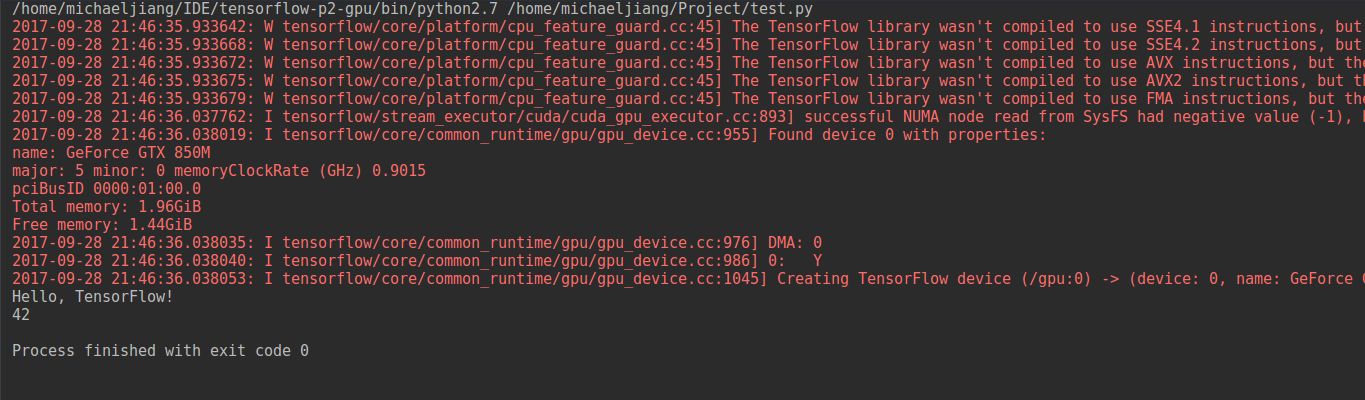 /home/michaeljiang/IDE/tensorflow-p2-gpu/bin/python2.7 /home/michaeljiang/Project/test.py
2017-09-28 21:46:35.933642: W tensorflow/core/platform/cpu_feature_guard.cc:45] The TensorFlow library wasn't compiled to use SSE4.1 instructions, but
2017-09-28 21:46:35.933668: W tensorflow/core/platform/cpu_feature_guard.cc:45] The TensorFlow library wasn't compiled to use SSE4.2 instructions, but
2017-09-28 21:46:35.933672: W tensorflow/core/platform/cpu_feature_guard.cc:45] The TensorFlow library wasn't compiled to use AVX instructions, but the
2017-09-28 21:46:35.933675: W tensorflow/core/platform/cpu_feature_guard.cc:45] The TensorFlow library wasn't compiled to use AVX2 instructions, but th
2017-09-28 21:46:35.933679: W tensorflow/core/platform/cpu_feature_guard.cc:45] The TensorFlow library wasn't compiled to use FMA instructions, but the
2017-09-28 21:46:36.037762: I tensorflow/stream_executor/cuda/cuda_gpu_executor.cc:893] successful NUMA node read from SysFS had negative value (-1),
2017-09-28 21:46:36.038019: I tensorflow/core/common_runtime/gpu/gpu_device.cc:955] Found device 0 with properties:
name: GeForce GTX 850M
major: 5 minor: 0 memoryClockRate (GHz) 0.9015
pciBusID 0000:01:00.0
Total memory: 1.96GiB
Free memory: 1.44GiB
2017-09-28 21:46:36.038035: I tensorflow/core/common_runtime/gpu/gpu_device.cc:976] DMA: 0
2017-09-28 21:46:36.038040: I tensorflow/core/common_runtime/gpu/gpu_device.cc:986] 0:   Y
2017-09-28 21:46:36.038053: I tensorflow/core/common_runtime/gpu/gpu_device.cc:1045] Creating TensorFlow device (/gpu:0) -> (device: 0, name: GeForce
Hello, TensorFlow!
42
Process finished with exit code 0